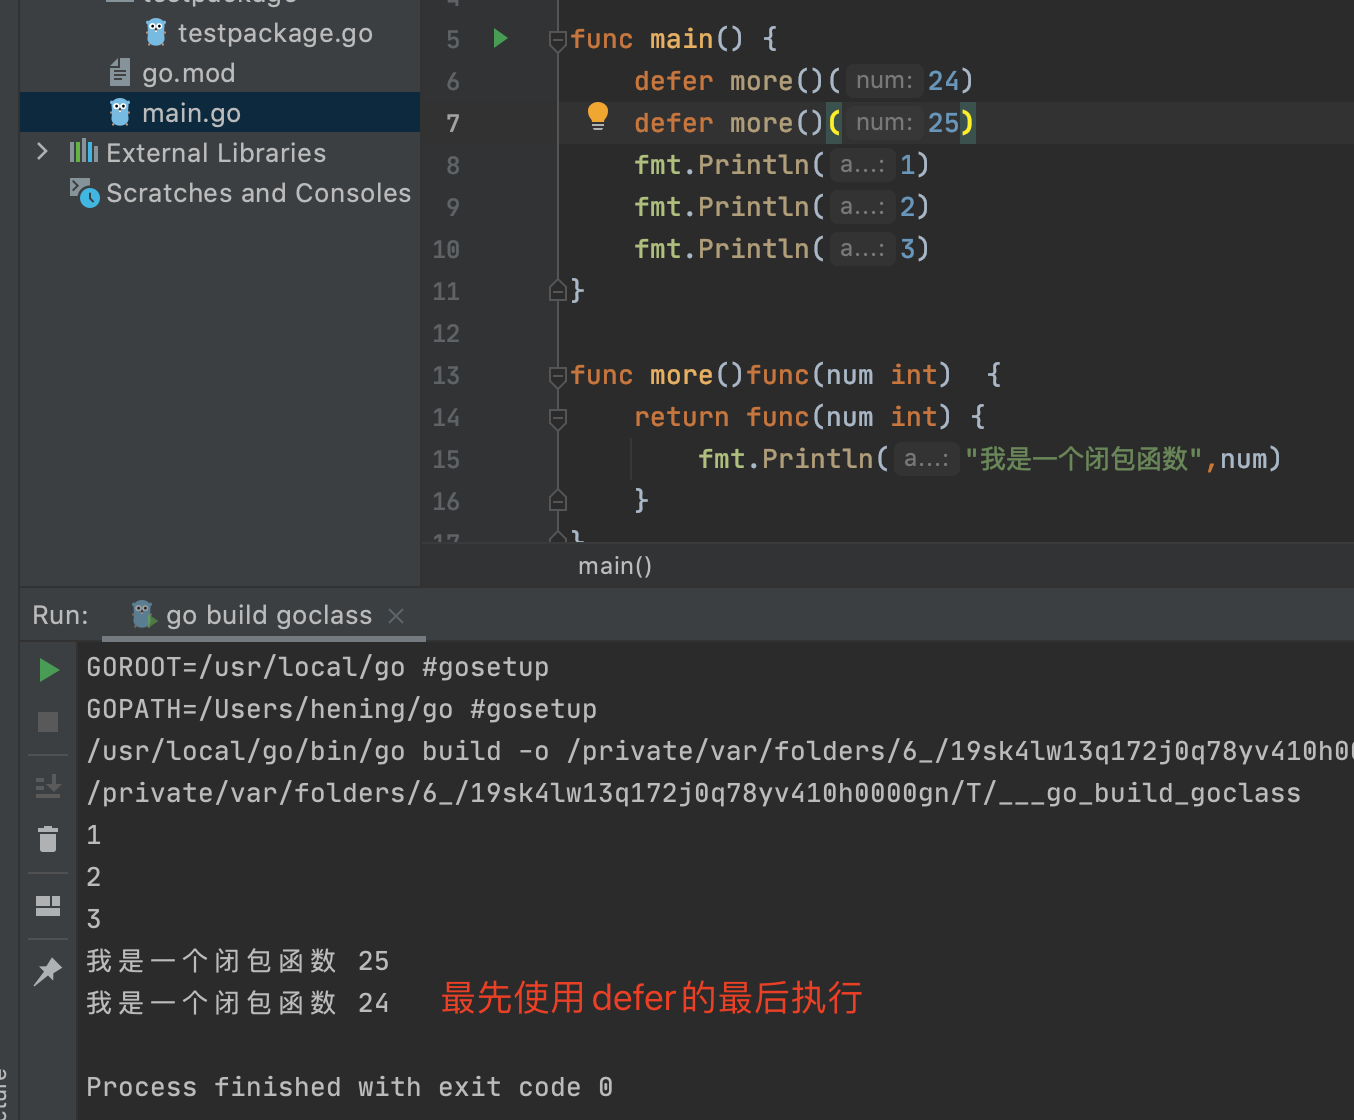 testpackage
testpackage.go
go.mod
main.go
External Libraries
Scratches and Consoles
4
5 func main() {
6 defer more()( num: 24)
7 defer more()( num: 25)
8 fmt.Println( a...: 1)
9 fmt.Println( a...: 2)
10 fmt.Println( a...: 3)
11 }
12
13 func more()func(num int)  {
14 return func(num int) {
15 fmt.Println( a...: "我是一个闭包函数",num)
16 }
17 }
main()
Run: go build goclass
GOROOT=/usr/local/go #gosetup
GOPATH=/Users/hening/go #gosetup
/usr/local/go/bin/go build -o /private/var/folders/6_/19sk4lw13q172j0q78yv410h00
/private/var/folders/6_/19sk4lw13q172j0q78yv410h0000gn/T/___go_build_goclass
1
2
3
我是一个闭包函数 25
我是一个闭包函数 24 最先使用defer的最后执行
Process finished with exit code 0